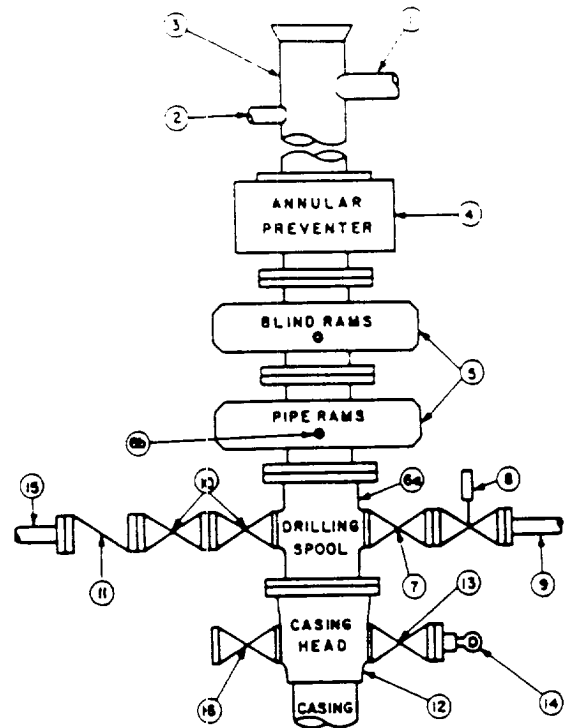 1
3
2
ANNULAR
PREVENTER
4
BLIND RAMS
5
PIPE RAMS
6b
6a
8
15
10
DRILLING
SPOOL
11
7
9
13
CASING
HEAD
16
12
14
CASING